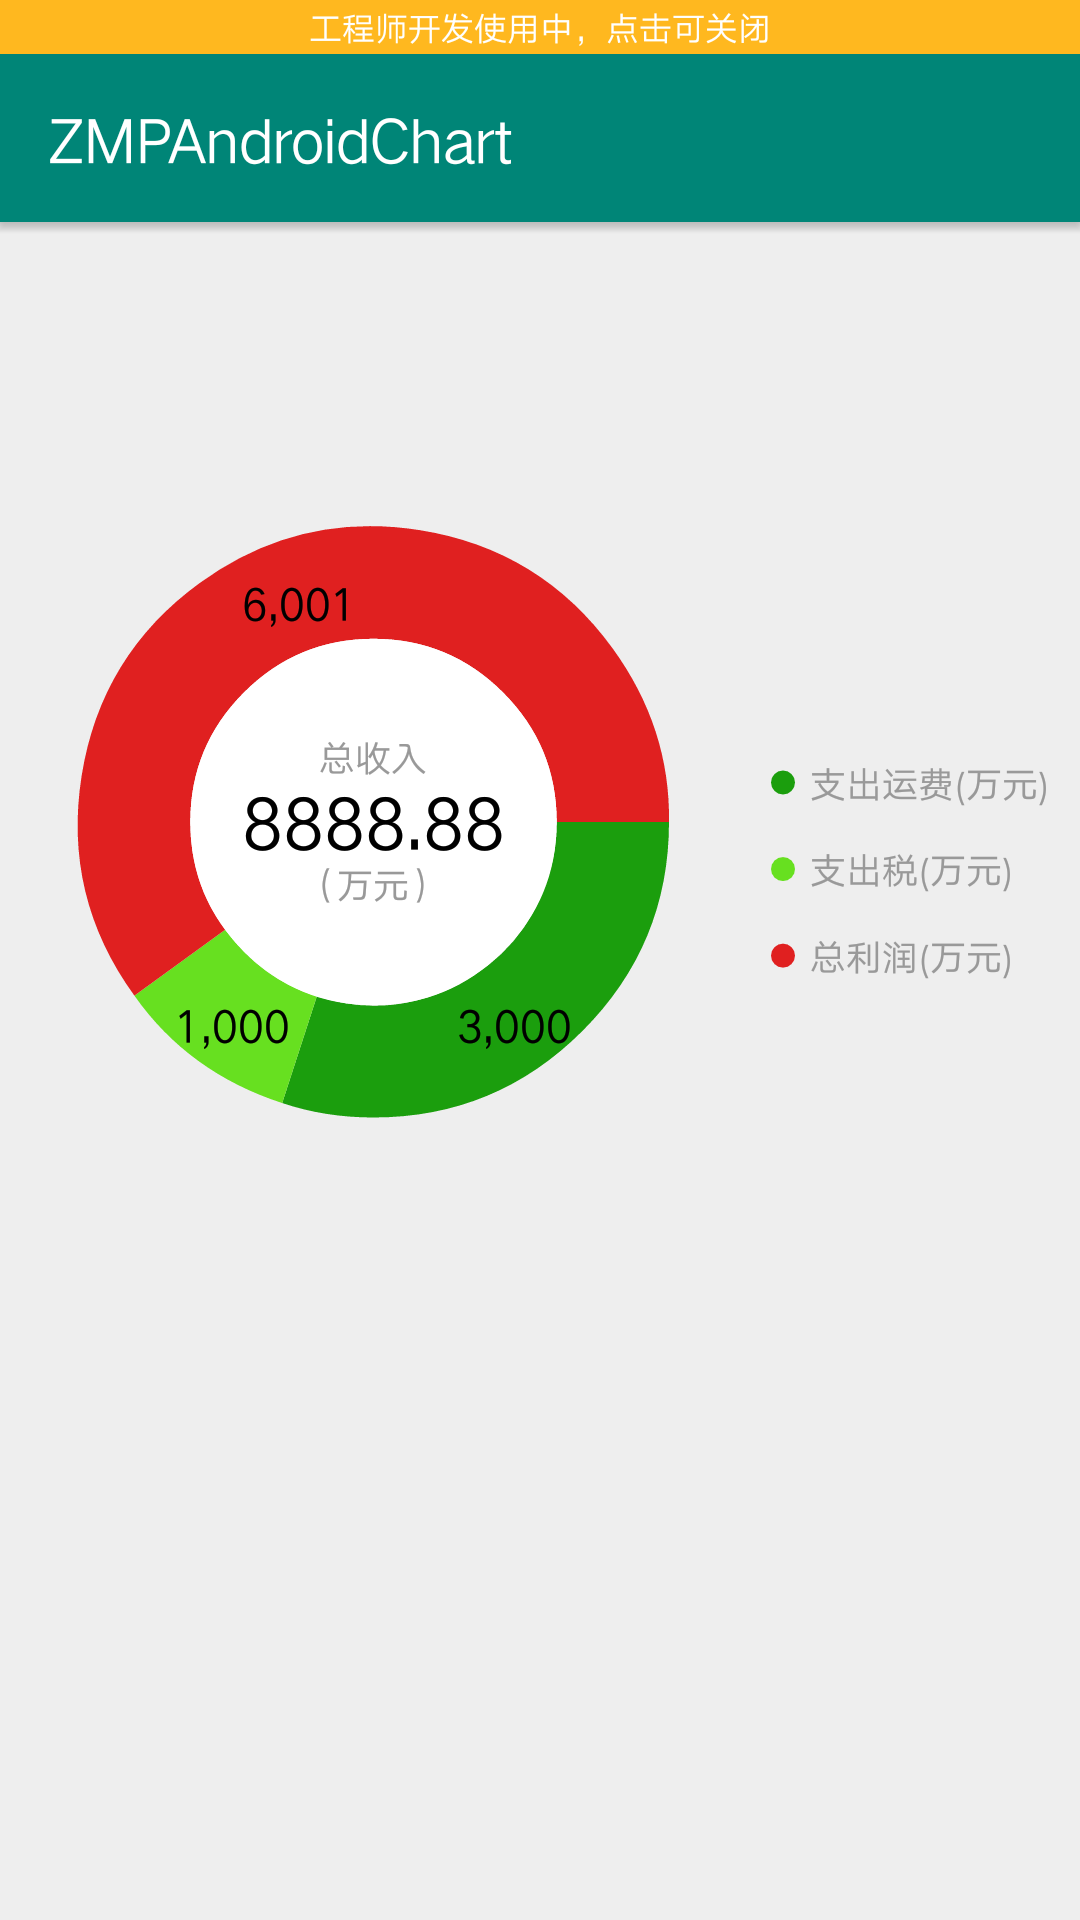 工程师开发使用中，点击可关闭
ZMPAndroidChart
6,001
总收入
8888.88
(万元)
1,000
3,000
支出运费(万元)
支出税(万元)
总利润(万元)